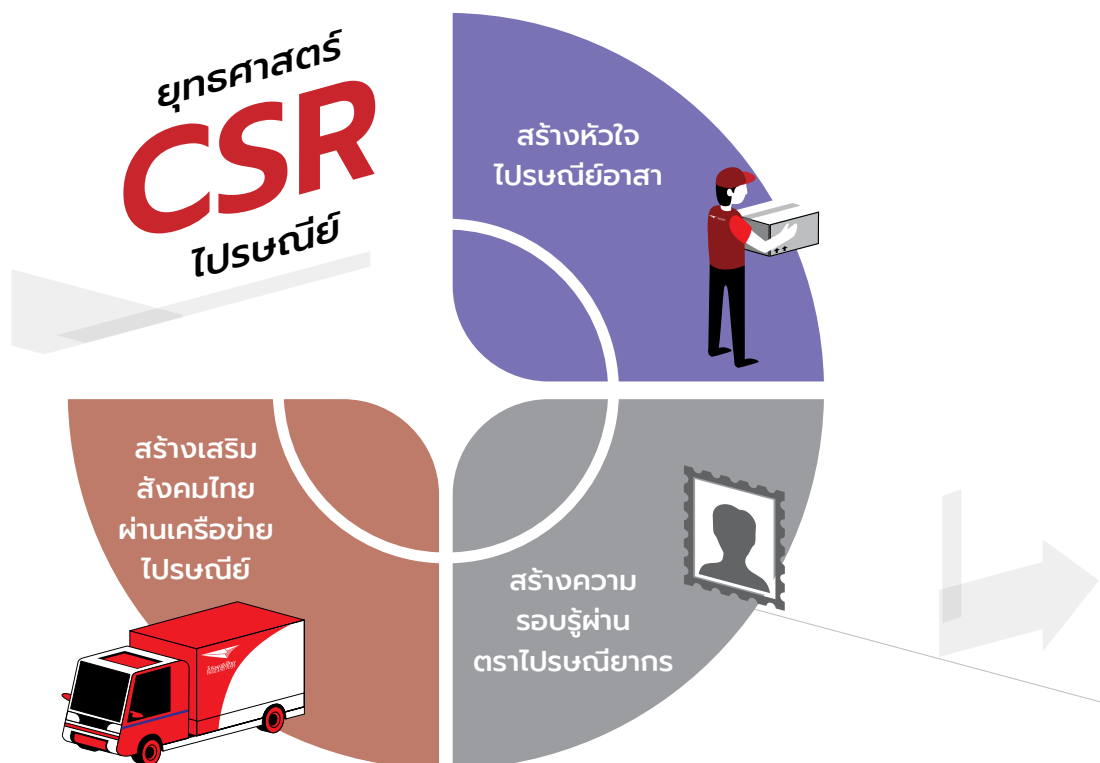 ยุทธศาสตร์
CSR
ไปรษณีย์
สร้างหัวใจ
ไปรษณีย์อาสา
สร้างเสริม
สังคมไทย
ผ่านเครือข่าย
ไปรษณีย์
สร้างความ
รอบรู้ผ่าน
ตราไปรษณียากร